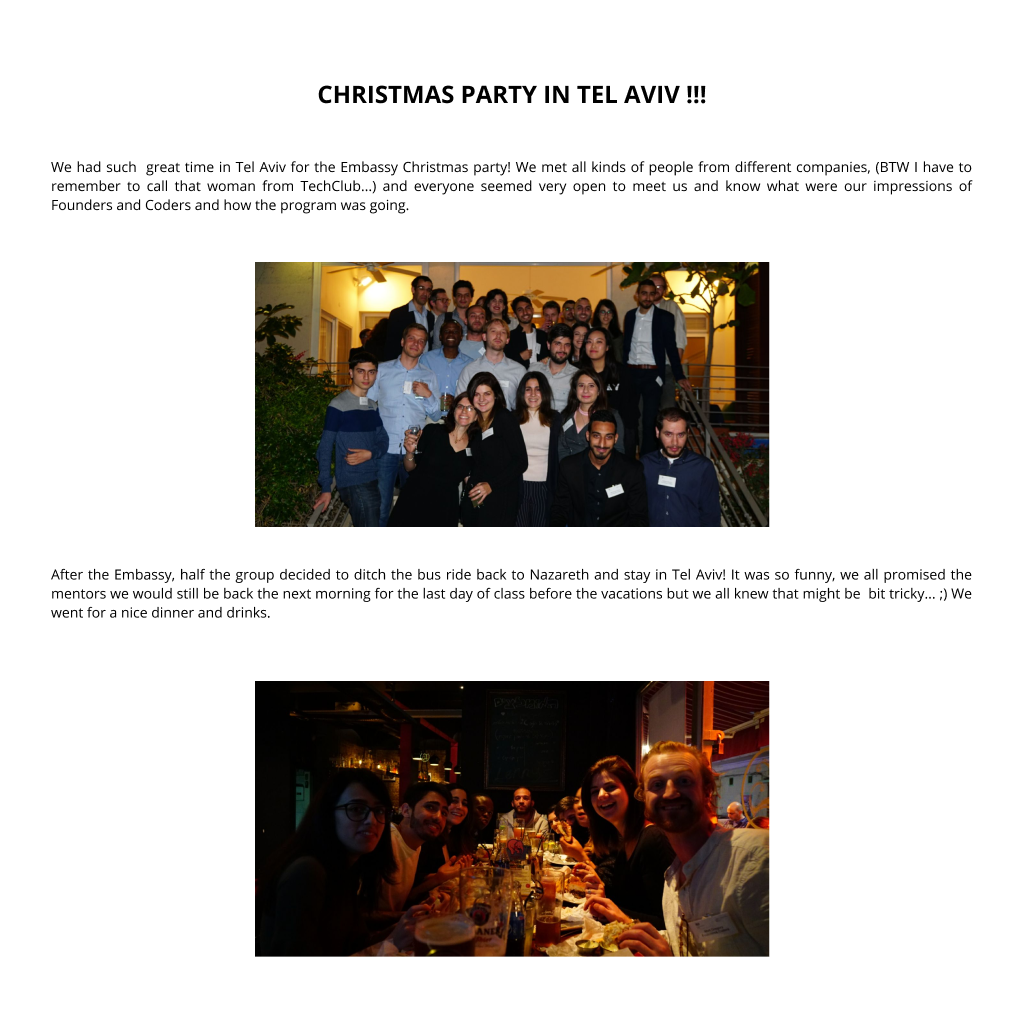 CHRISTMAS PARTY IN TEL AVIV !!!
We had such  great time in Tel Aviv for the Embassy Christmas party! We met all kinds of people from different companies, (BTW I have to
remember to call that woman from TechClub...) and everyone seemed very open to meet us and know what were our impressions of
Founders and Coders and how the program was going.
After the Embassy, half the group decided to ditch the bus ride back to Nazareth and stay in Tel Aviv! It was so funny, we all promised the
mentors we would still be back the next morning for the last day of class before the vacations but we all knew that might be  bit tricky... ;) We
went for a nice dinner and drinks.